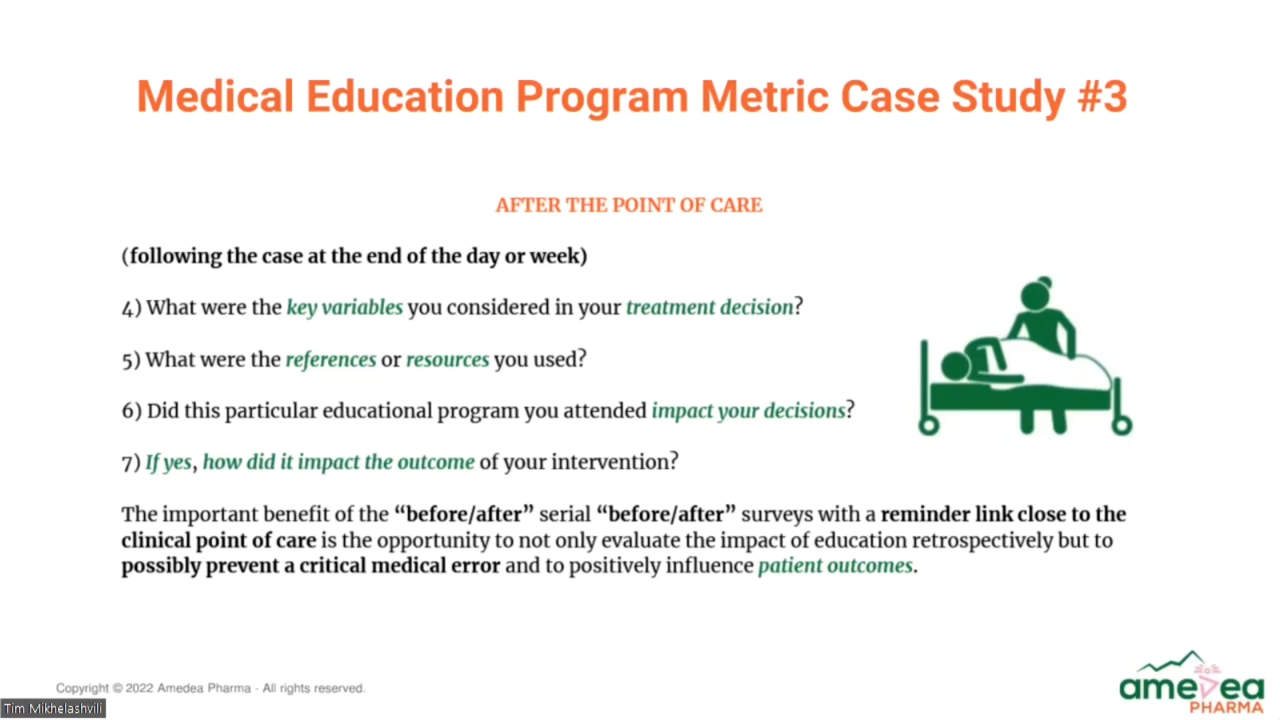 Medical Education Program Metric Case Study #3
AFTER THE POINT OF CARE
(following the case at the end of the day or week)
4) What were the key variables you considered in your treatment decision?
5) What were the references or resources you used?
6) Did this particular educational program you attended impact your decisions?
7) If yes, how did it impact the outcome of your intervention?
The important benefit of the “before/after” serial “before/after” surveys with a reminder link close to the
clinical point of care is the opportunity to not only evaluate the impact of education retrospectively but to
possibly prevent a critical medical error and to positively influence patient outcomes.
Copyright © 2022 Amedea Pharma - All rights reserved.
Tim Mikhelashvili
amedea
PHARMA